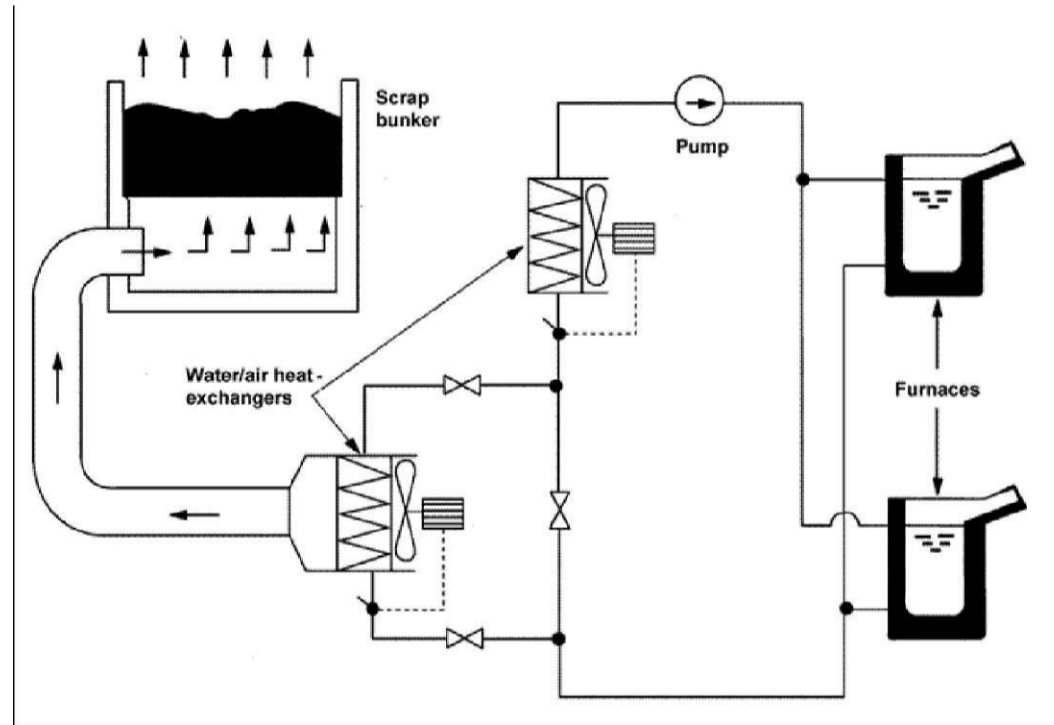 Scrap
bunker
Pump
Water/air heat-
exchangers
Furnaces